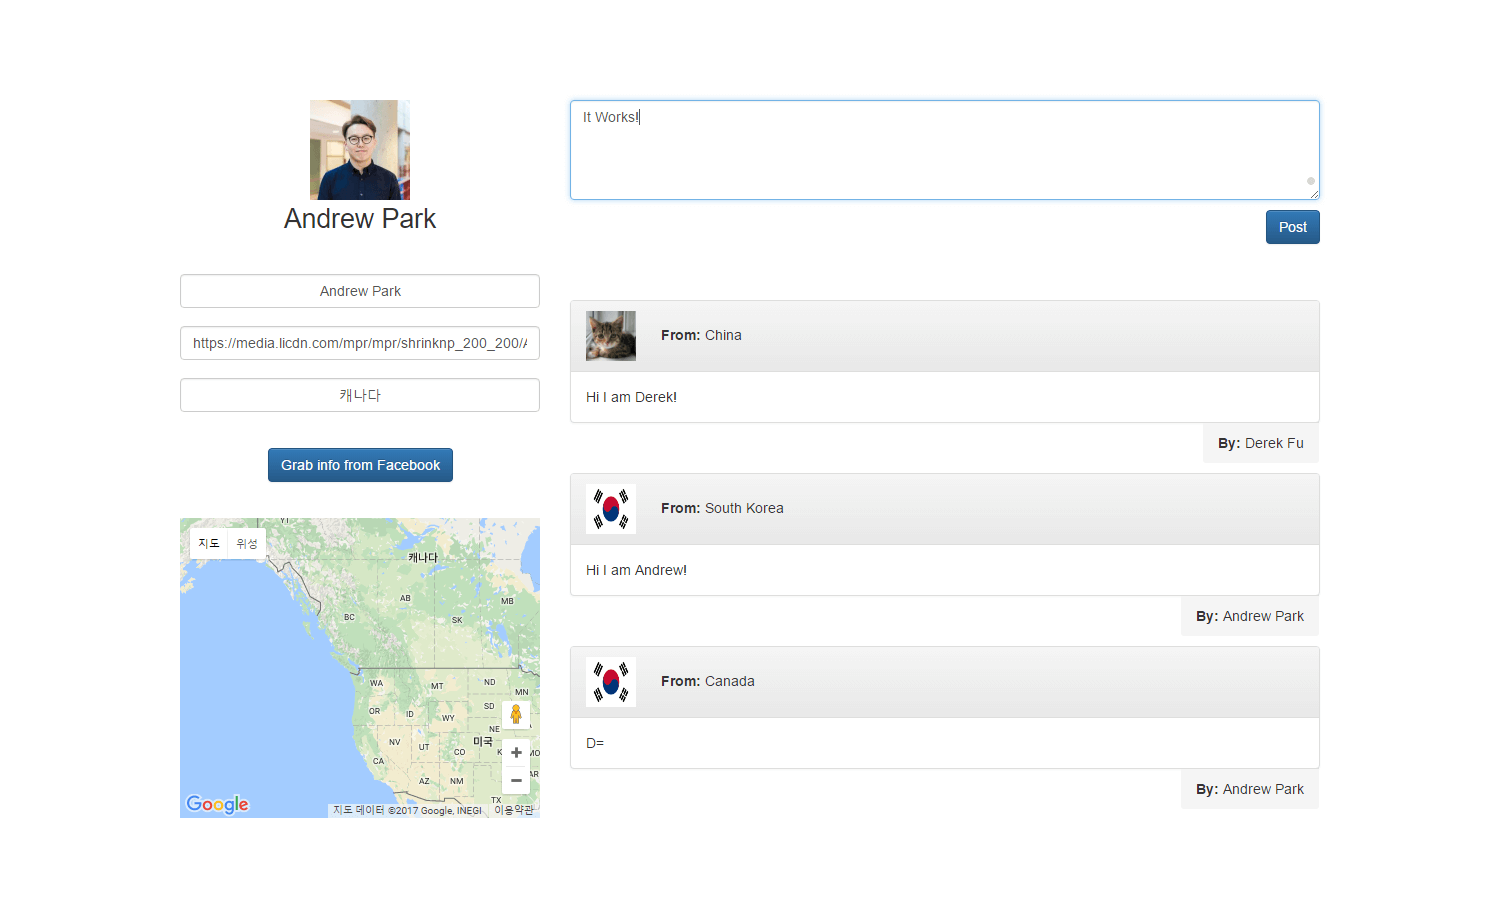 Andrew Park
Andrew Park
https://media.licdn.com/mpr/mpr/shrinknp_200_200/
캐나다
Grab info from Facebook
지도 위성
YT
캐나다
AB
MB
BC
SK
WA
MT
ND
MN
OR
ID
SD
WY
NE
NV
UT
CO
미국
MO
CA
AZ
NM
AR
TX
Google
지도 데이터 ©2017 Google, INEGI 이용약관
It Works!
Post
From: China
Hi I am Derek!
By: Derek Fu
From: South Korea
Hi I am Andrew!
By: Andrew Park
From: Canada
D=
By: Andrew Park